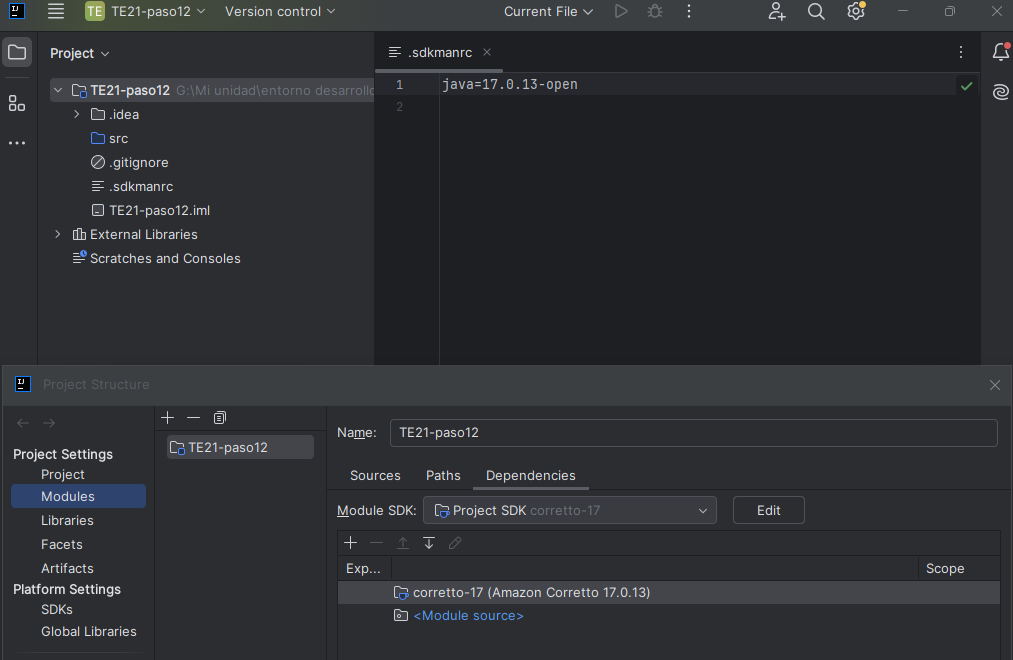 TE TE21-paso12 Version control Current File
Project
.sdkmanrc
TE21-paso12 G:\Mi unidad\entorno desarrollo
.idea
src
.gitignore
.sdkmanrc
TE21-paso12.iml
External Libraries
Scratches and Consoles
1 java=17.0.13-open
2
Project Structure
Project Settings
Project
Modules
Libraries
Facets
Artifacts
Platform Settings
SDKs
Global Libraries
TE21-paso12
Name: TE21-paso12
Sources Paths Dependencies
Module SDK: Project SDK corretto-17 Edit
Exp... Scope
corretto-17 (Amazon Corretto 17.0.13)
<Module source>